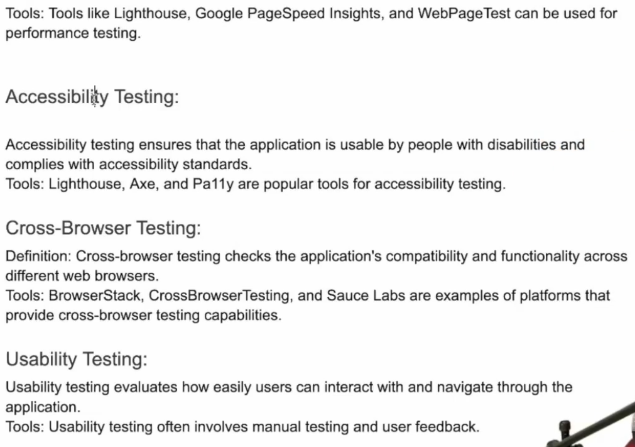 Tools: Tools like Lighthouse, Google PageSpeed Insights, and WebPageTest can be used for
performance testing.
Accessibility Testing:
Accessibility testing ensures that the application is usable by people with disabilities and
complies with accessibility standards.
Tools: Lighthouse, Axe, and Pa11y are popular tools for accessibility testing.
Cross-Browser Testing:
Definition: Cross-browser testing checks the application's compatibility and functionality across
different web browsers.
Tools: BrowserStack, CrossBrowserTesting, and Sauce Labs are examples of platforms that
provide cross-browser testing capabilities.
Usability Testing:
Usability testing evaluates how easily users can interact with and navigate through the
application.
Tools: Usability testing often involves manual testing and user feedback.